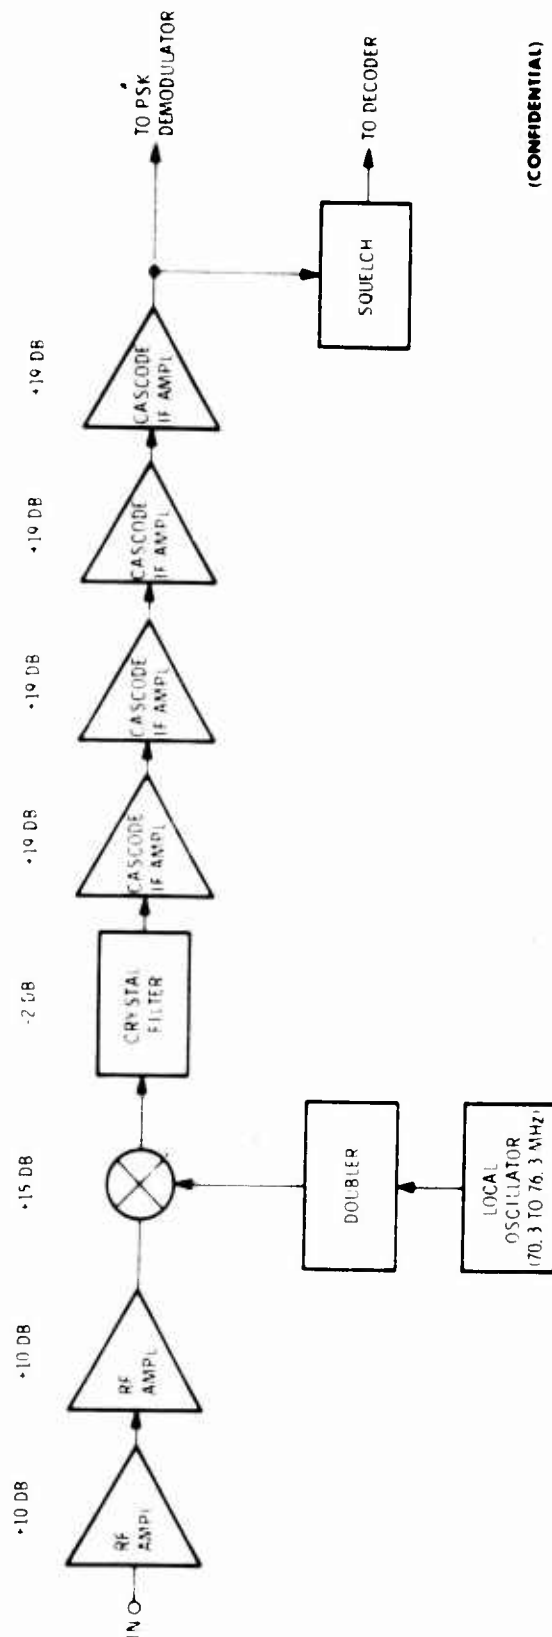 +10 DB
+10 DB
+15 DB
-2 DB
+19 DB
+19 DB
+19 DB
+19 DB
IN
RF
AMPL
RF
AMPL
CRYSTAL
FILTER
CASCODE
IF AMPL
CASCODE
IF AMPL
CASCODE
IF AMPL
CASCODE
IF AMPL
TO PSK
DEMODULATOR
DOUBLER
SQUELCH
TO DECODER
LOCAL
OSCILLATOR
(70.3 TO 76.3 MHz)
(CONFIDENTIAL)